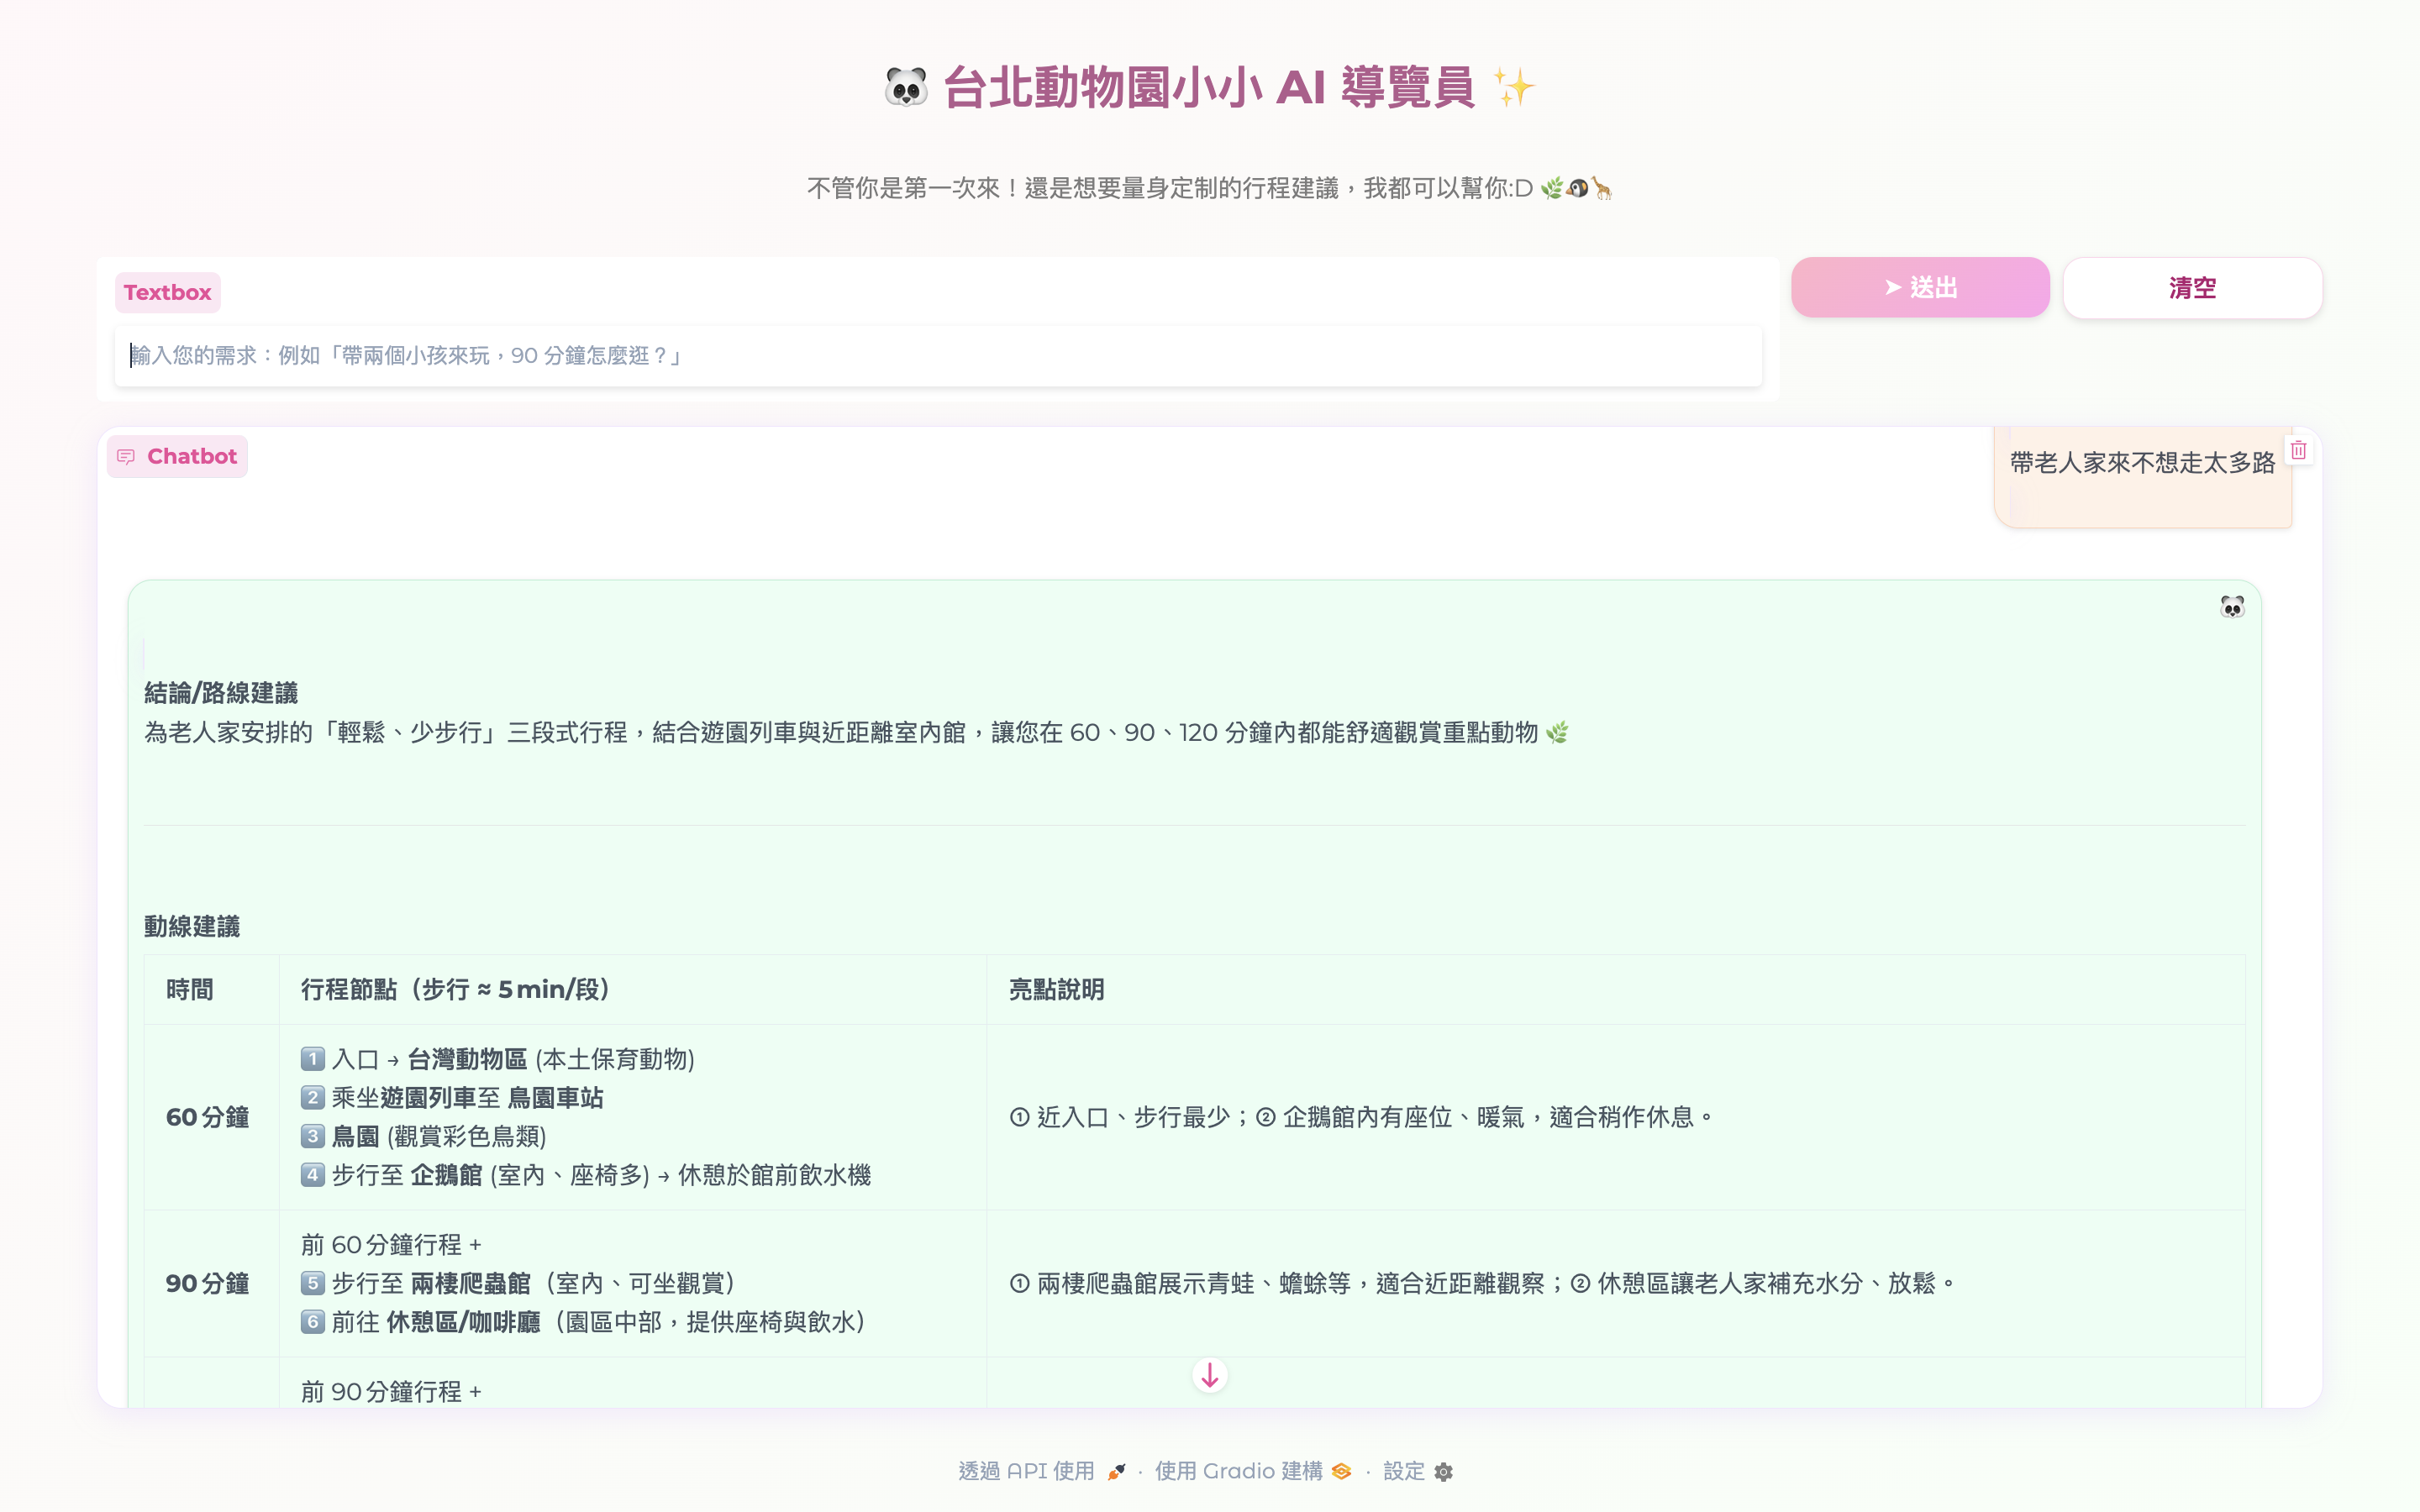 🐼 台北動物園小小 AI 導覽員 ✨
不管你是第一次來！還是想要量身定制的行程建議，我都可以幫你:D 🌿🐧🦒
Textbox
輸入您的需求：例如「帶兩個小孩來玩，90 分鐘怎麼逛？」
➤ 送出
清空
Chatbot
帶老人家來不想走太多路
🐼
結論/路線建議
為老人家安排的「輕鬆、少步行」三段式行程，結合遊園列車與近距離室內館，讓您在 60、90、120 分鐘內都能舒適觀賞重點動物 🌿
動線建議
時間
行程節點（步行 ≈ 5 min/段）
亮點說明
60 分鐘
1️⃣ 入口 → 台灣動物區 (本土保育動物)
2️⃣ 乘坐遊園列車至 鳥園車站
3️⃣ 鳥園 (觀賞彩色鳥類)
4️⃣ 步行至 企鵝館 (室內、座椅多) → 休憩於館前飲水機
① 近入口、步行最少；② 企鵝館內有座位、暖氣，適合稍作休息。
90 分鐘
前 60 分鐘行程 +
5️⃣ 步行至 兩棲爬蟲館（室內、可坐觀賞）
6️⃣ 前往 休憩區/咖啡廳（園區中部，提供座椅與飲水）
① 兩棲爬蟲館展示青蛙、蟾蜍等，適合近距離觀察；② 休憩區讓老人家補充水分、放鬆。
前 90 分鐘行程 +
透過 API 使用 · 使用 Gradio 建構 · 設定